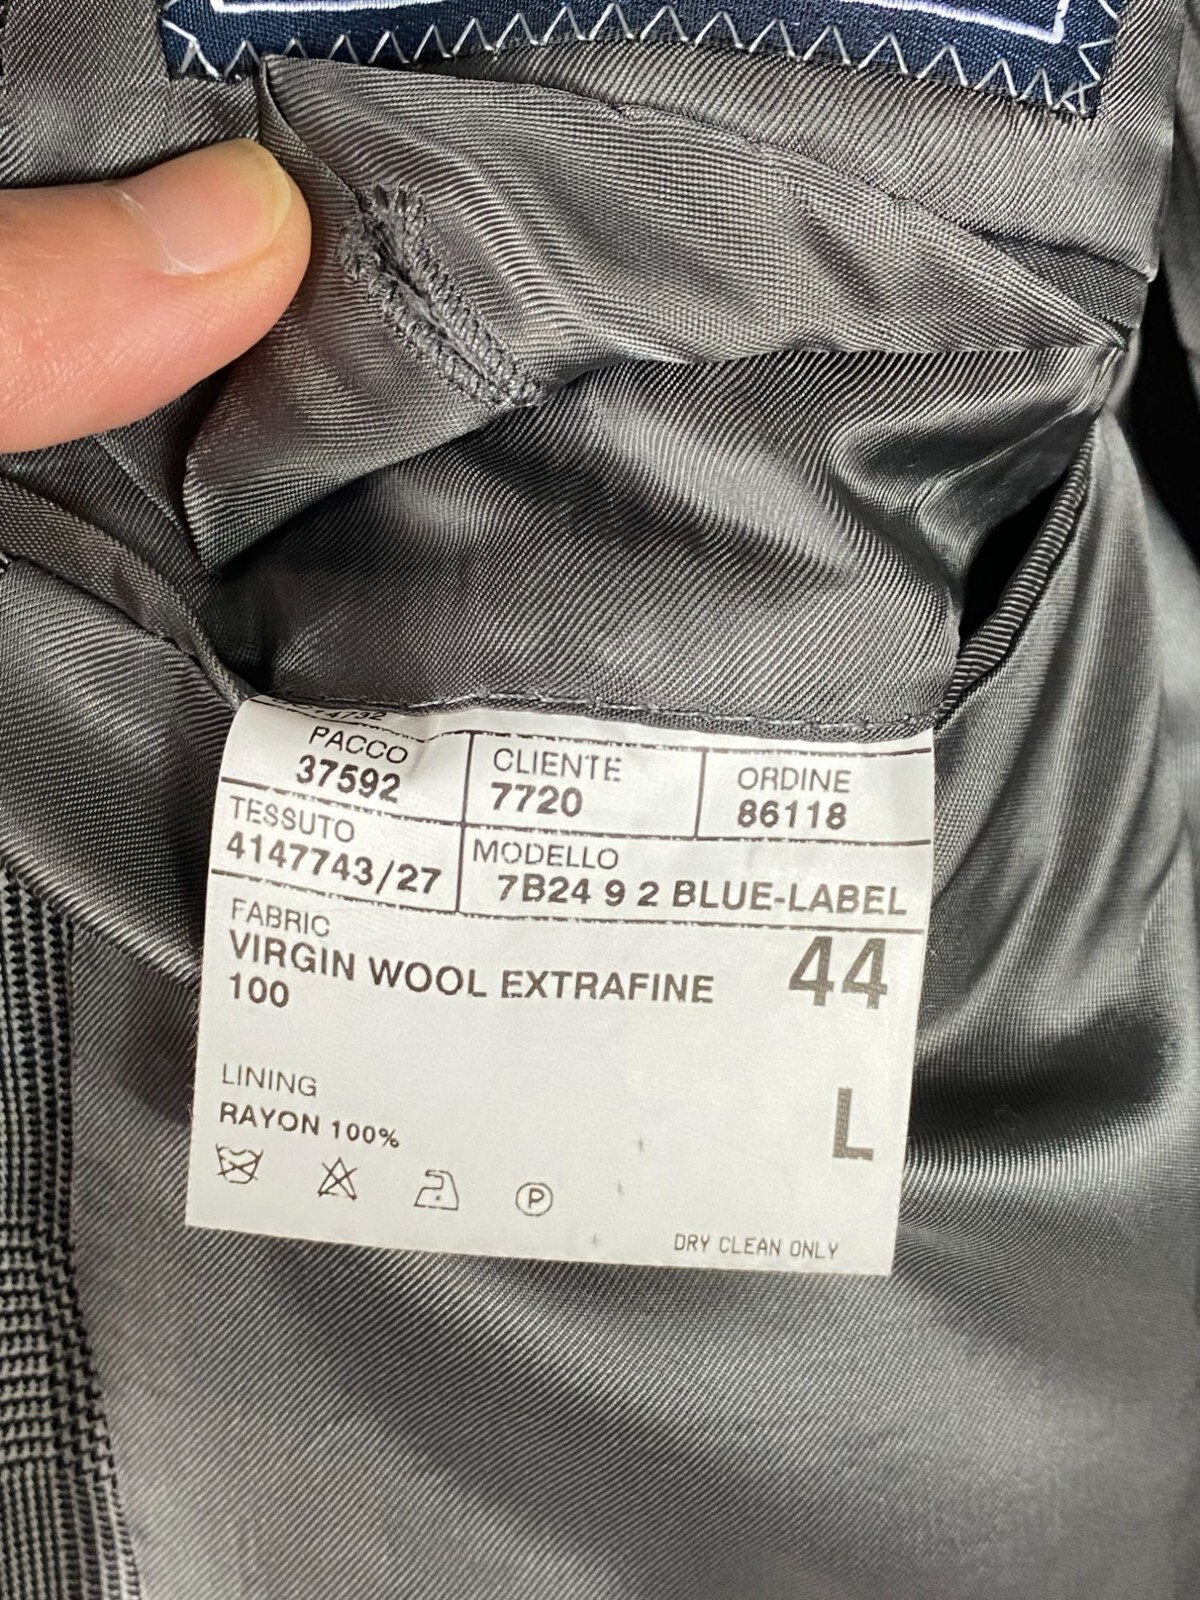 PACCO
37592
CLIENTE
7720
ORDINE
86118
TESSUTO
4147743/27
MODELLO
7B24 9 2 BLUE-LABEL
FABRIC
VIRGIN WOOL EXTRAFINE
100
44
LINING
RAYON 100%
L
P
DRY CLEAN ONLY